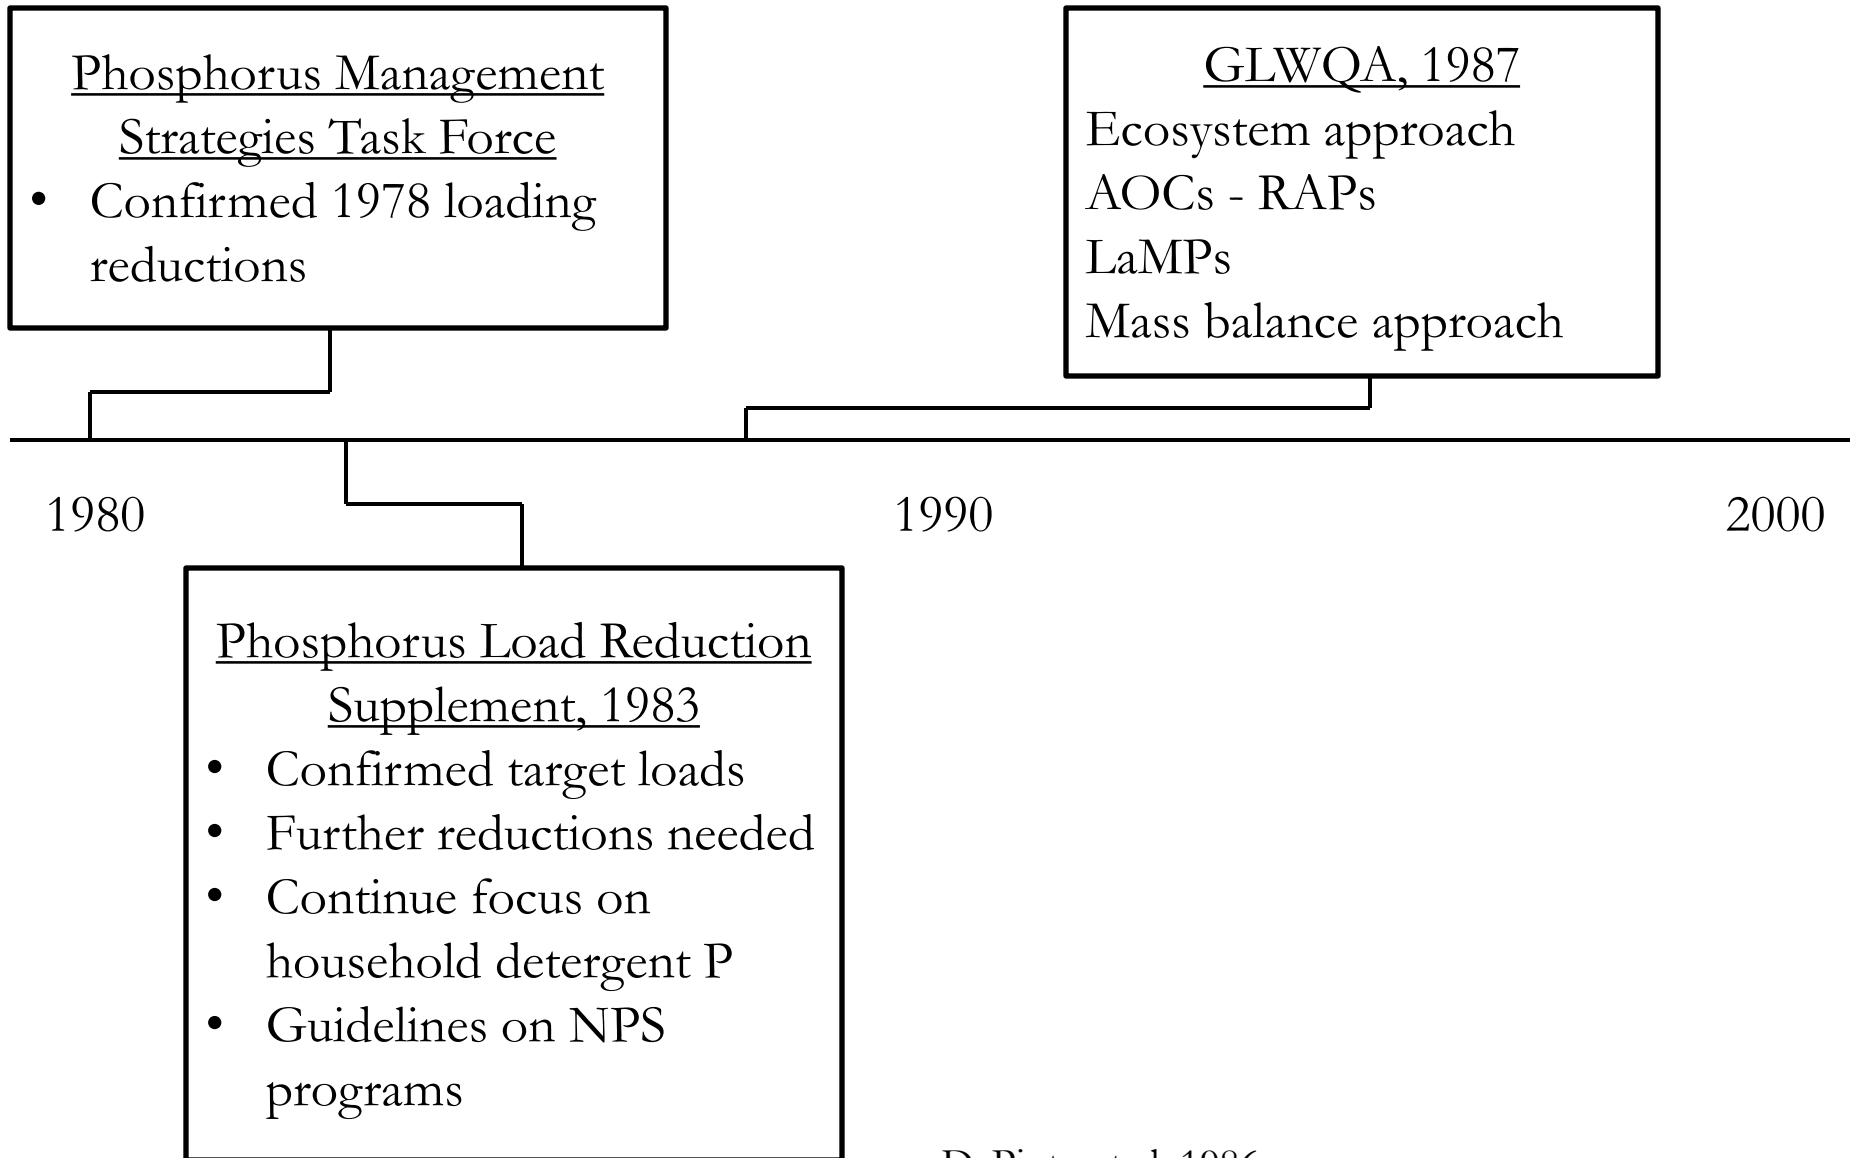 Phosphorus Management
Strategies Task Force
• Confirmed 1978 loading
reductions
GLWQA, 1987
Ecosystem approach
AOCs - RAPs
LaMPs
Mass balance approach
1980
1990
2000
Phosphorus Load Reduction
Supplement, 1983
• Confirmed target loads
• Further reductions needed
• Continue focus on
household detergent P
• Guidelines on NPS
programs